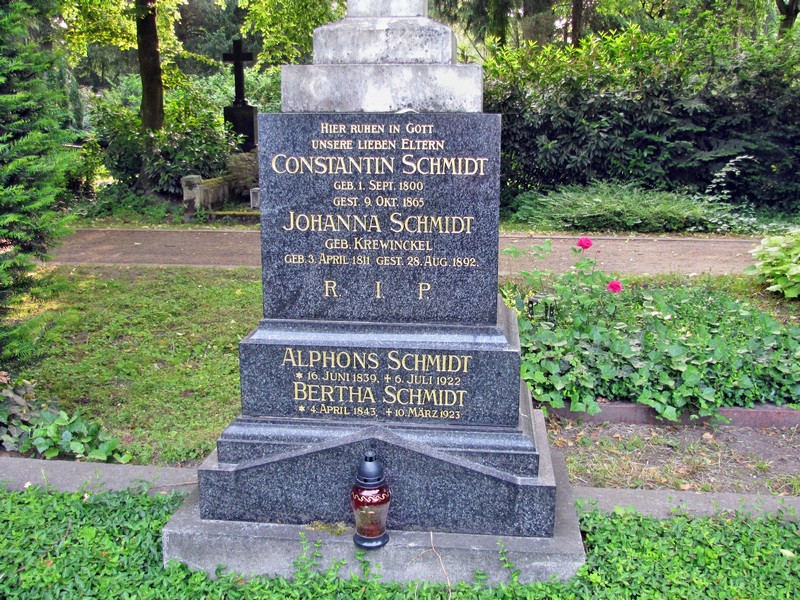 HIER RUHEN IN GOTT
UNSERE LIEBEN ELTERN
CONSTANTIN SCHMIDT
GEB. 1. SEPT. 1800
GEST. 9. OKT. 1865
JOHANNA SCHMIDT
GEB. KREWINCKEL
GEB. 3. APRIL 1811 GEST. 28. AUG. 1892.
R. I. P.
ALPHONS SCHMIDT
* 16. JUNI 1839, + 6. JULI 1922
BERTHA SCHMIDT
* 4. APRIL 1843, + 10. MÄRZ 1923